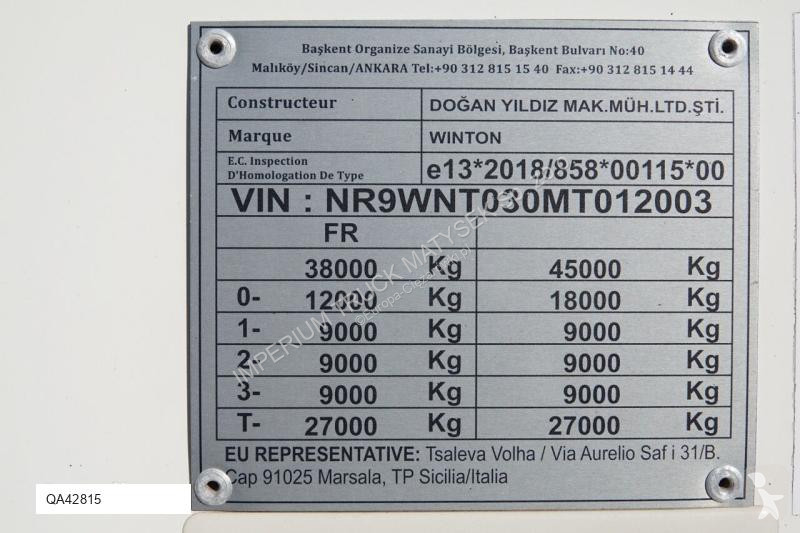 Başkent Organize Sanayi Bölgesi, Başkent Bulvarı No:40
Malıköy/Sincan/ANKARA Tel:+90 312 815 15 40 Fax:+90 312 815 14 44
Constructeur DOĞAN YILDIZ MAK.MÜH.LTD.ŞTİ.
Marque WINTON
E.C. Inspection
D'Homologation De Type e13*2018/858*00115*00
VIN : NR9WNT030MT012003
FR
38000 Kg 45000 Kg
0- 12000 Kg 18000 Kg
1- 9000 Kg 9000 Kg
2- 9000 Kg 9000 Kg
3- 9000 Kg 9000 Kg
T- 27000 Kg 27000 Kg
EU REPRESENTATIVE: Tsaleva Volha / Via Aurelio Saf i 31/B.
Cap 91025 Marsala, TP Sicilia/Italia
IMPERIUM TRUCK MATYSEK
QA42815